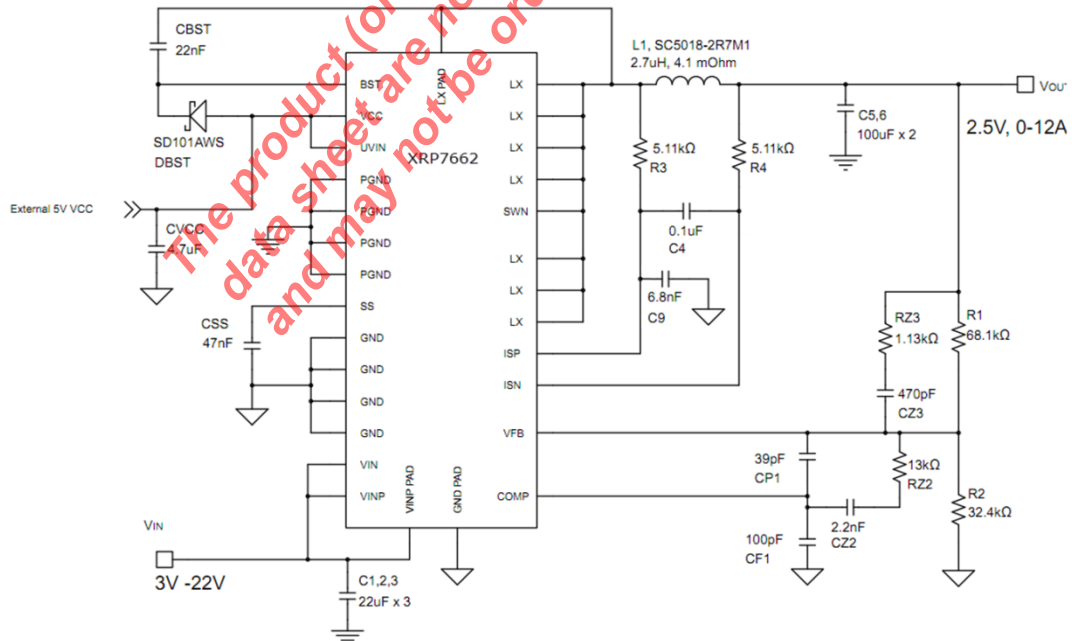 CBST
22nF
SD101AWS
DBST
External 5V VCC
CVCC
4.7uF
CSS
47nF
VIN
3V -22V
C1,2,3
22uF x 3
LX PAD
XRP7662
BST
VCC
UVIN
PGND
PGND
PGND
PGND
SS
GND
GND
GND
GND
VIN
VINP
VINP PAD
GND PAD
LX
LX
LX
LX
SWN
LX
LX
LX
ISP
ISN
VFB
COMP
L1, SC5018-2R7M1
2.7uH, 4.1 mOhm
5.11kΩ
R3
5.11kΩ
R4
0.1uF
C4
6.8nF
C9
C5,6
100uF x 2
2.5V, 0-12A
RZ3
1.13kΩ
470pF
CZ3
R1
68.1kΩ
39pF
CP1
13kΩ
RZ2
2.2nF
CZ2
100pF
CF1
R2
32.4kΩ
The product (or
data sheet are no
and may not be or